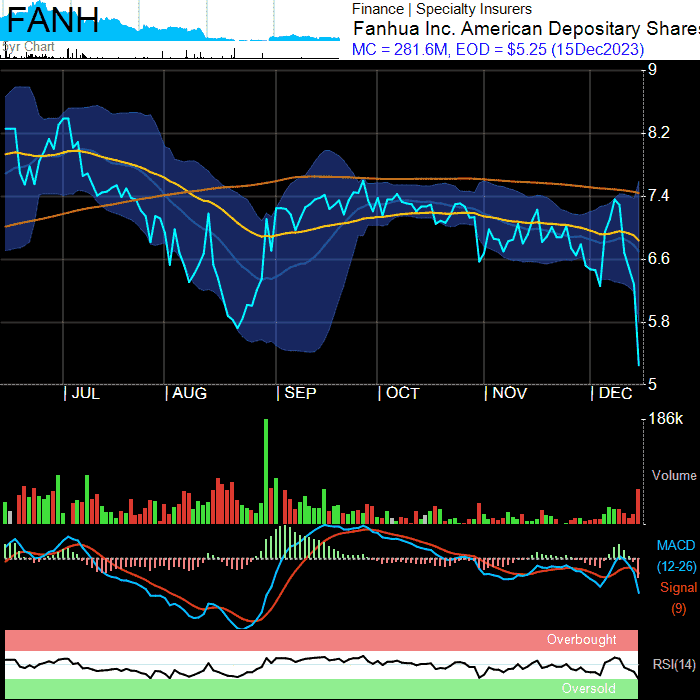 FANH
5yr Chart
Finance | Specialty Insurers
Fanhua Inc. American Depositary Shares
MC = 281.6M, EOD = $5.25 (15Dec2023)
9
8.2
7.4
6.6
5.8
5
JUL AUG SEP OCT NOV DEC
186k
Volume
MACD
(12-26)
Signal
(9)
Overbought
RSI(14)
Oversold